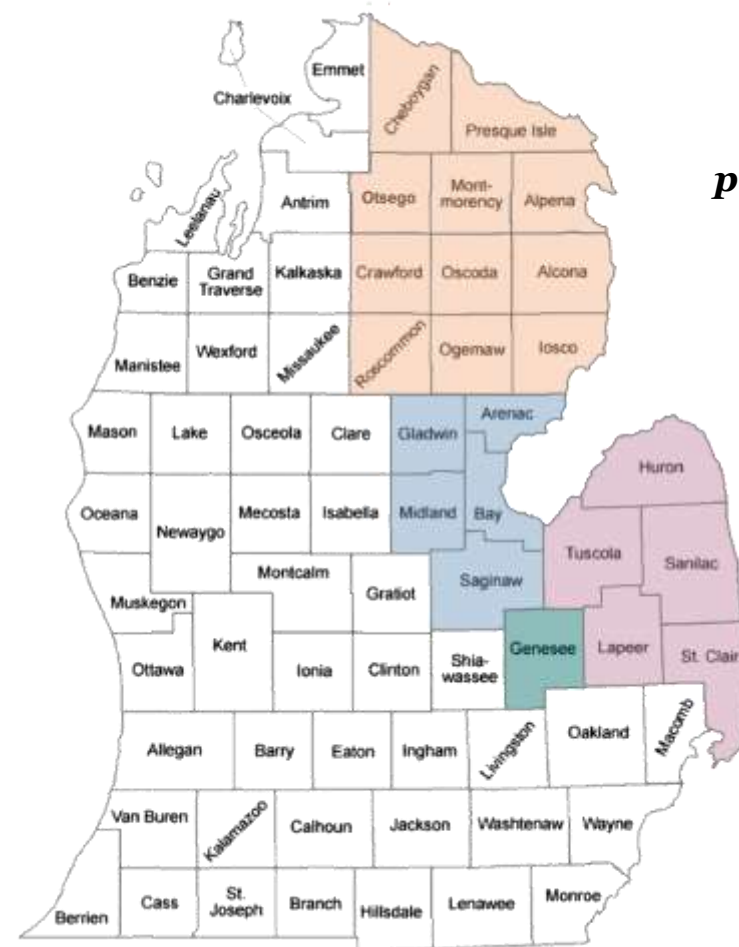 Emmet
Charlevoix
Cheboygan
Presque Isle
p
Leelanau
Antrim
Otsego
Mont-
morency
Alpena
Benzie
Grand
Traverse
Kalkaska
Crawford
Oscoda
Alcona
Manistee
Wexford
Missaukee
Roscommon
Ogemaw
Iosco
Mason
Lake
Osceola
Clare
Gladwin
Arenac
Huron
Oceana
Newaygo
Mecosta
Isabella
Midland
Bay
Tuscola
Sanilac
Muskegon
Montcalm
Gratiot
Saginaw
Ottawa
Kent
Ionia
Clinton
Shia-
wassee
Genesee
Lapeer
St. Clair
Allegan
Barry
Eaton
Ingham
Livingston
Oakland
Macomb
Van Buren
Kalamazoo
Calhoun
Jackson
Washtenaw
Wayne
Berrien
Cass
St.
Joseph
Branch
Hillsdale
Lenawee
Monroe